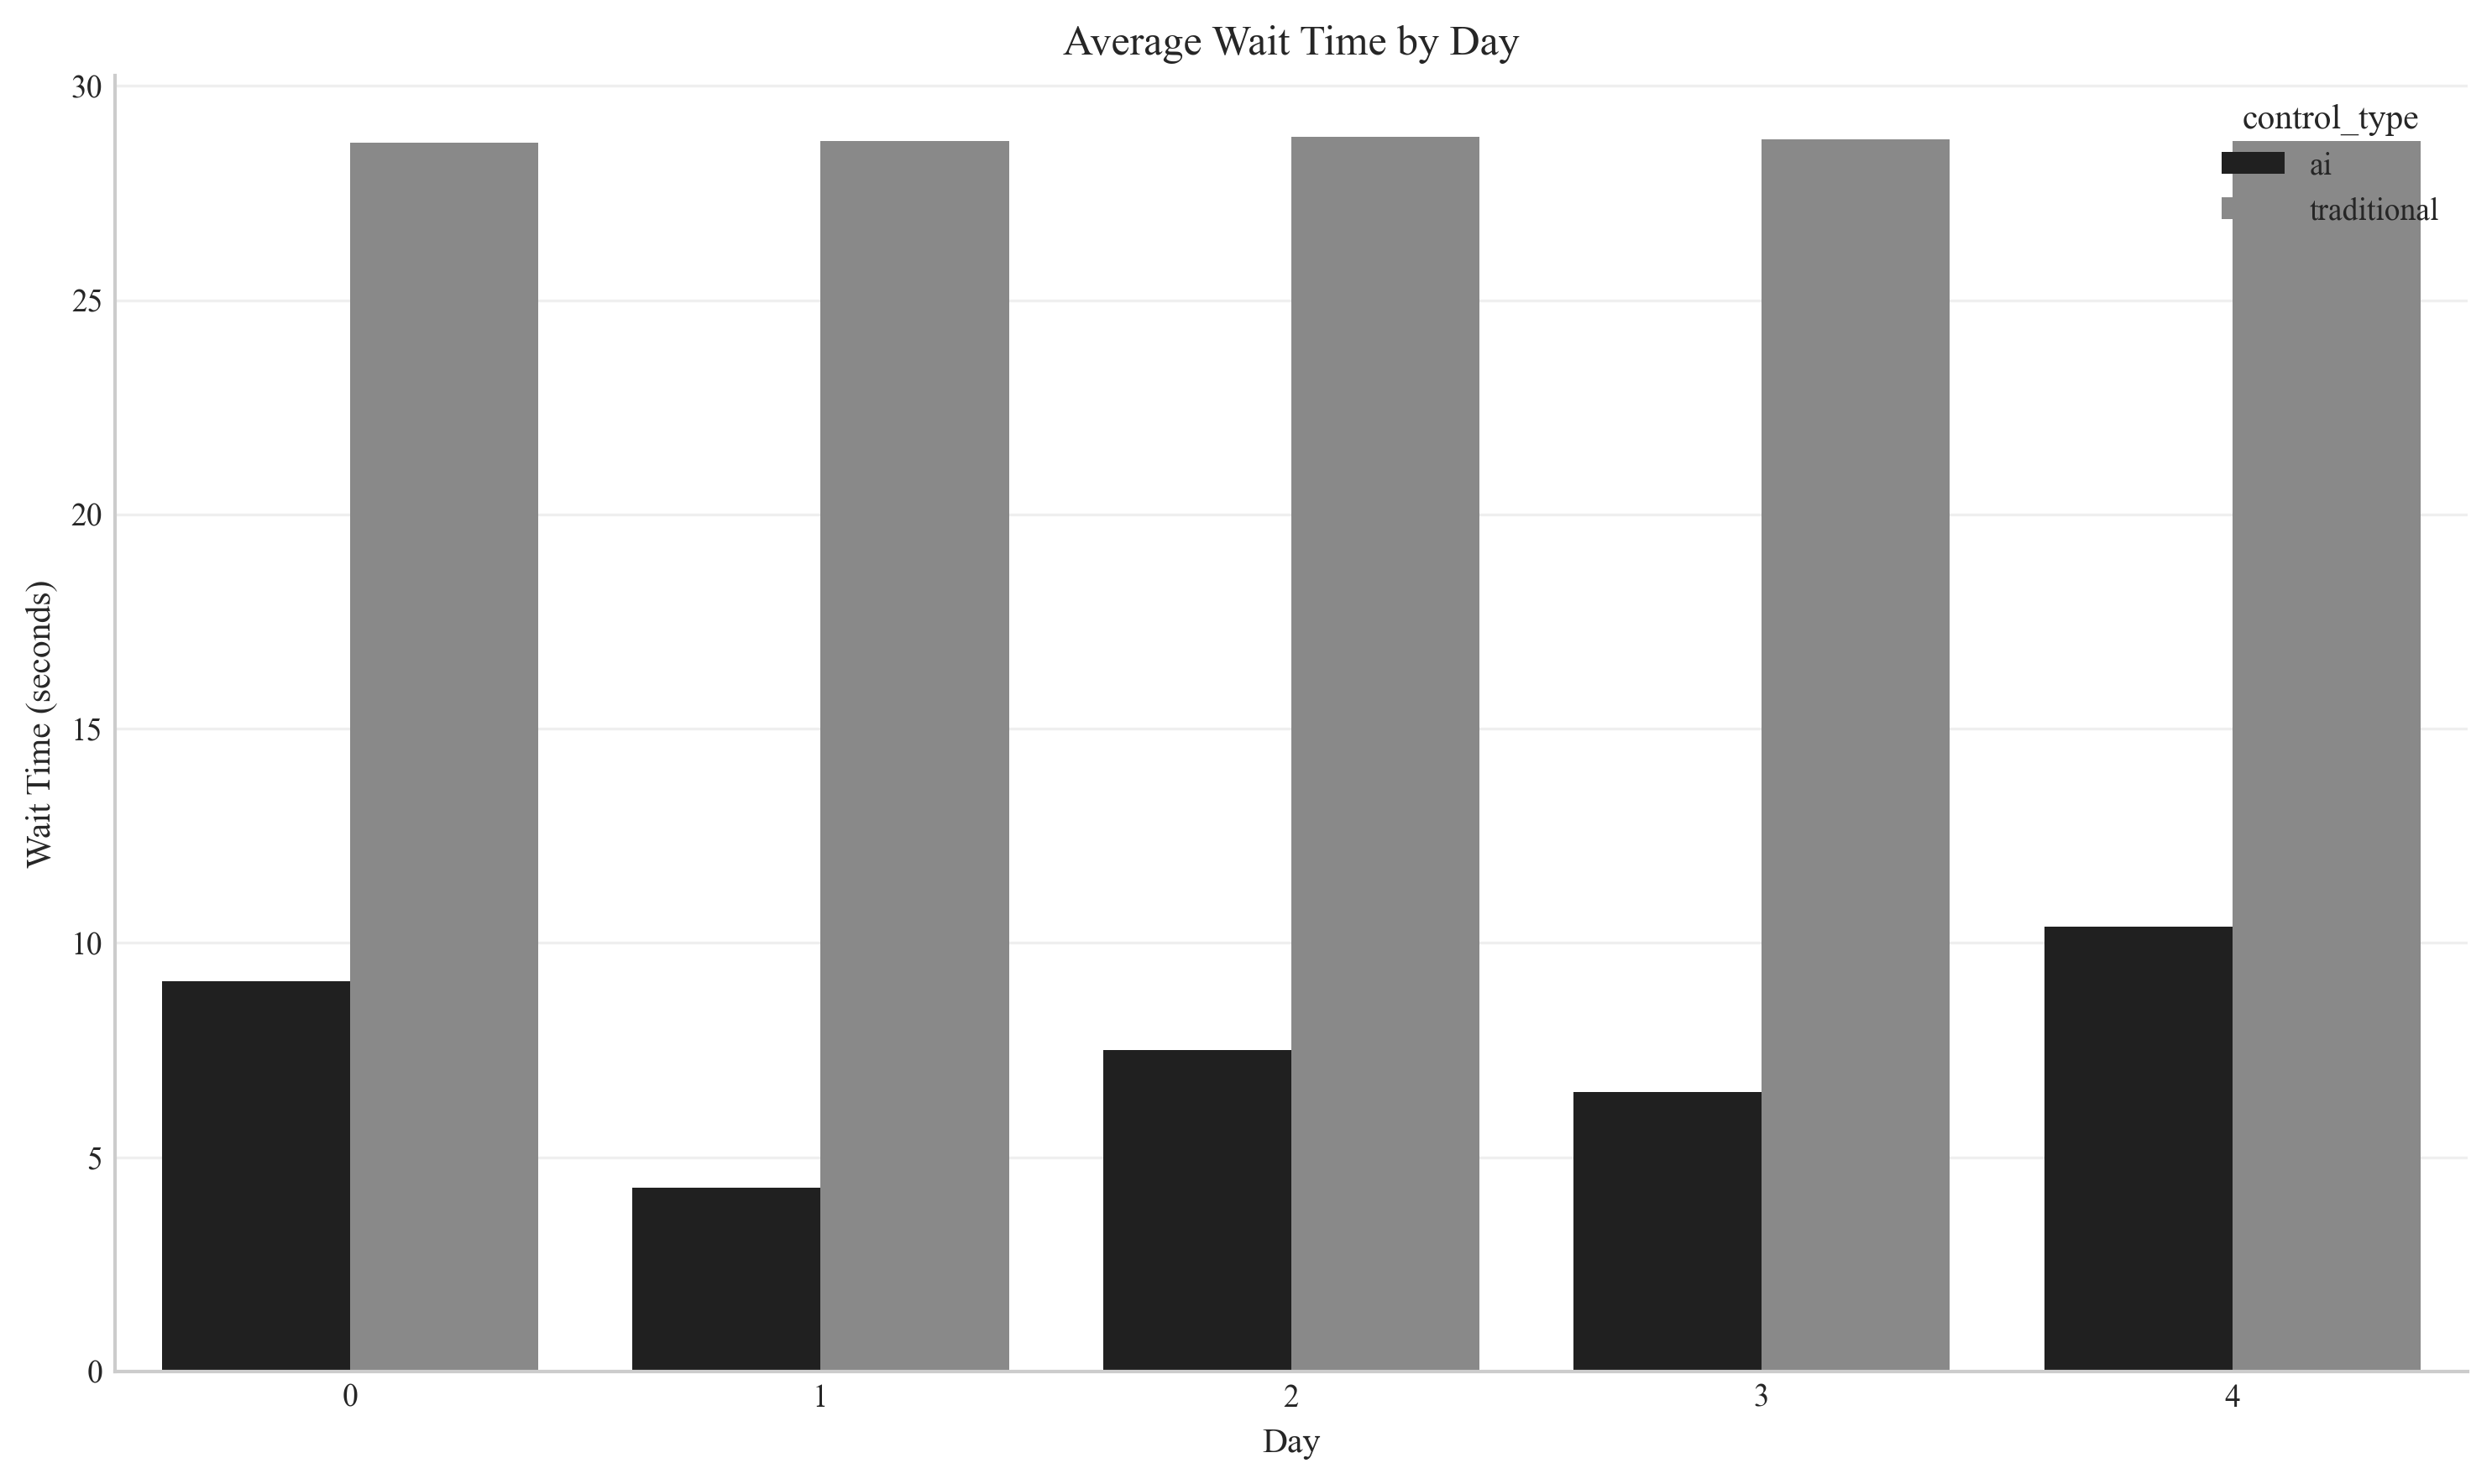 Average Wait Time by Day
30
25
20
15
10
5
0
Wait Time (seconds)
control_type
ai
traditional
0 1 2 3 4
Day